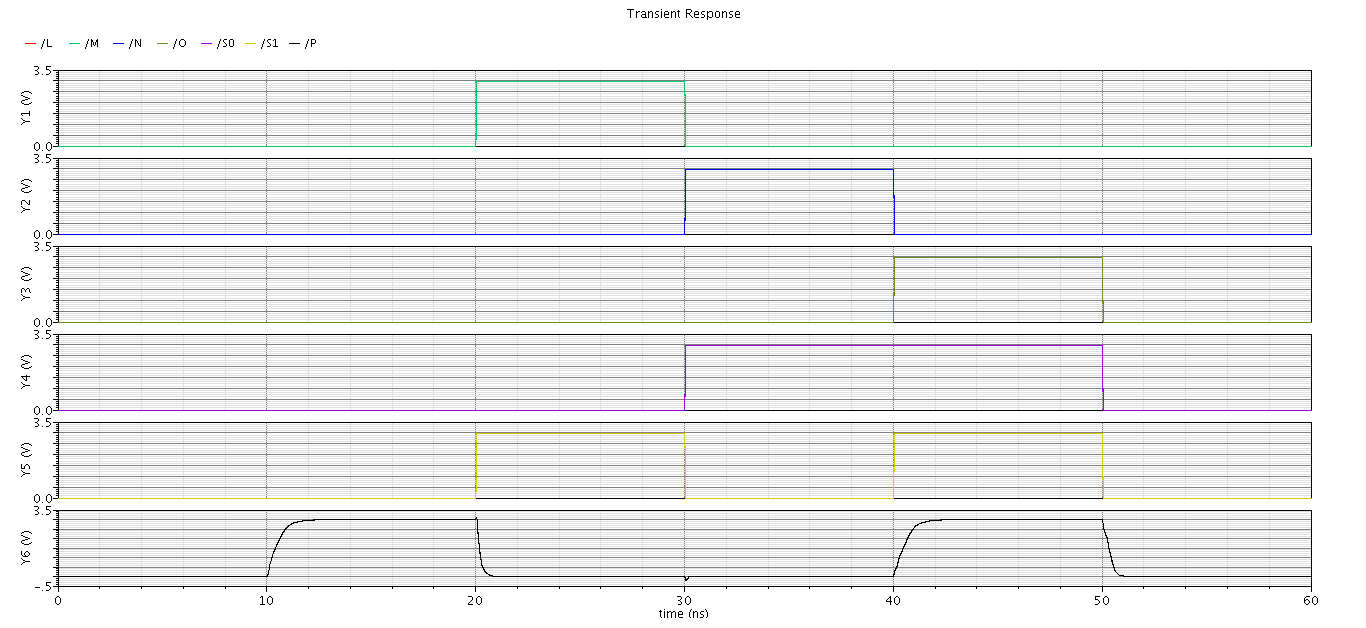 Transient Response
/L /M /N /O /S0 /S1 /P
3.5
Y1 (V)
0.0
3.5
Y2 (V)
0.0
3.5
Y3 (V)
0.0
3.5
Y4 (V)
0.0
3.5
Y5 (V)
0.0
3.5
Y6 (V)
-.5
0 10 20 30 40 50 60
time (ns)